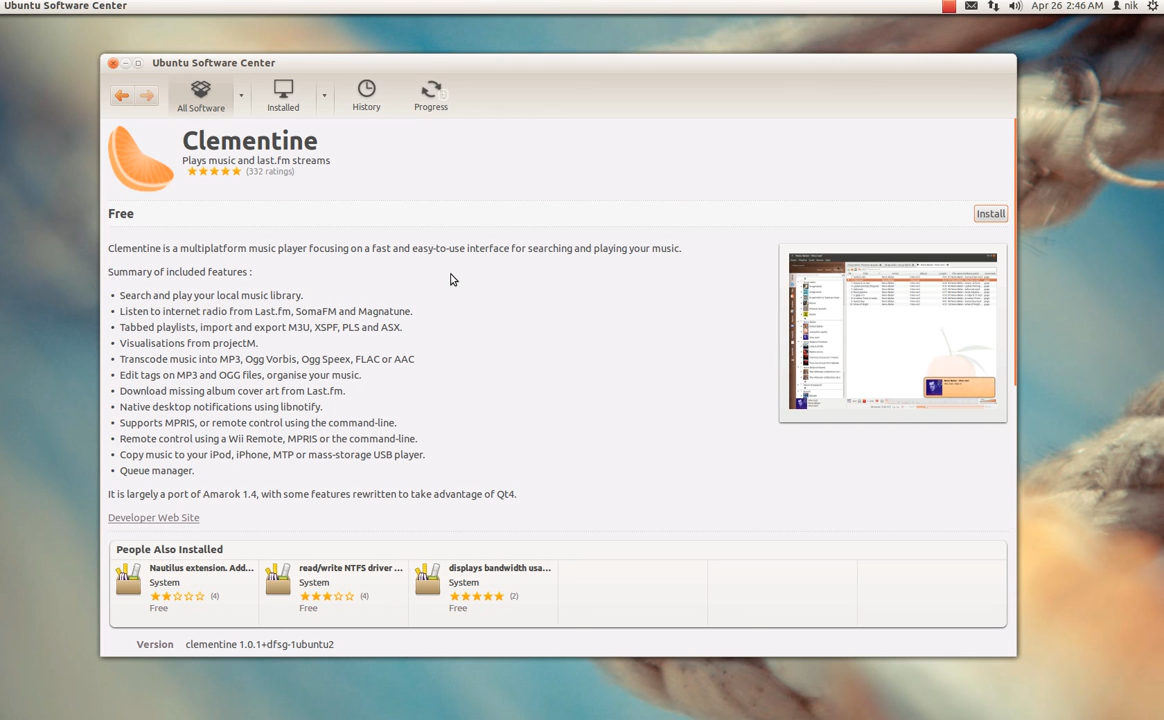 Ubuntu Software Center
Apr 26 2:46 AM nik
Ubuntu Software Center
All Software Installed History Progress
Clementine
Plays music and last.fm streams
(332 ratings)
Free
Install
Clementine is a multiplatform music player focusing on a fast and easy-to-use interface for searching and playing your music.
Summary of included features :
• Search and play your local music library.
• Listen to internet radio from Last.fm, SomaFM and Magnatune.
• Tabbed playlists, import and export M3U, XSPF, PLS and ASX.
• Visualisations from projectM.
• Transcode music into MP3, Ogg Vorbis, Ogg Speex, FLAC or AAC
• Edit tags on MP3 and OGG files, organise your music.
• Download missing album cover art from Last.fm.
• Native desktop notifications using libnotify.
• Supports MPRIS, or remote control using the command-line.
• Remote control using a Wii Remote, MPRIS or the command-line.
• Copy music to your iPod, iPhone, MTP or mass-storage USB player.
• Queue manager.
It is largely a port of Amarok 1.4, with some features rewritten to take advantage of Qt4.
Developer Web Site
People Also Installed
Nautilus extension. Add...
System
(4)
Free
read/write NTFS driver ...
System
(4)
Free
displays bandwidth usa...
System
(2)
Free
Version clementine 1.0.1+dfsg-1ubuntu2